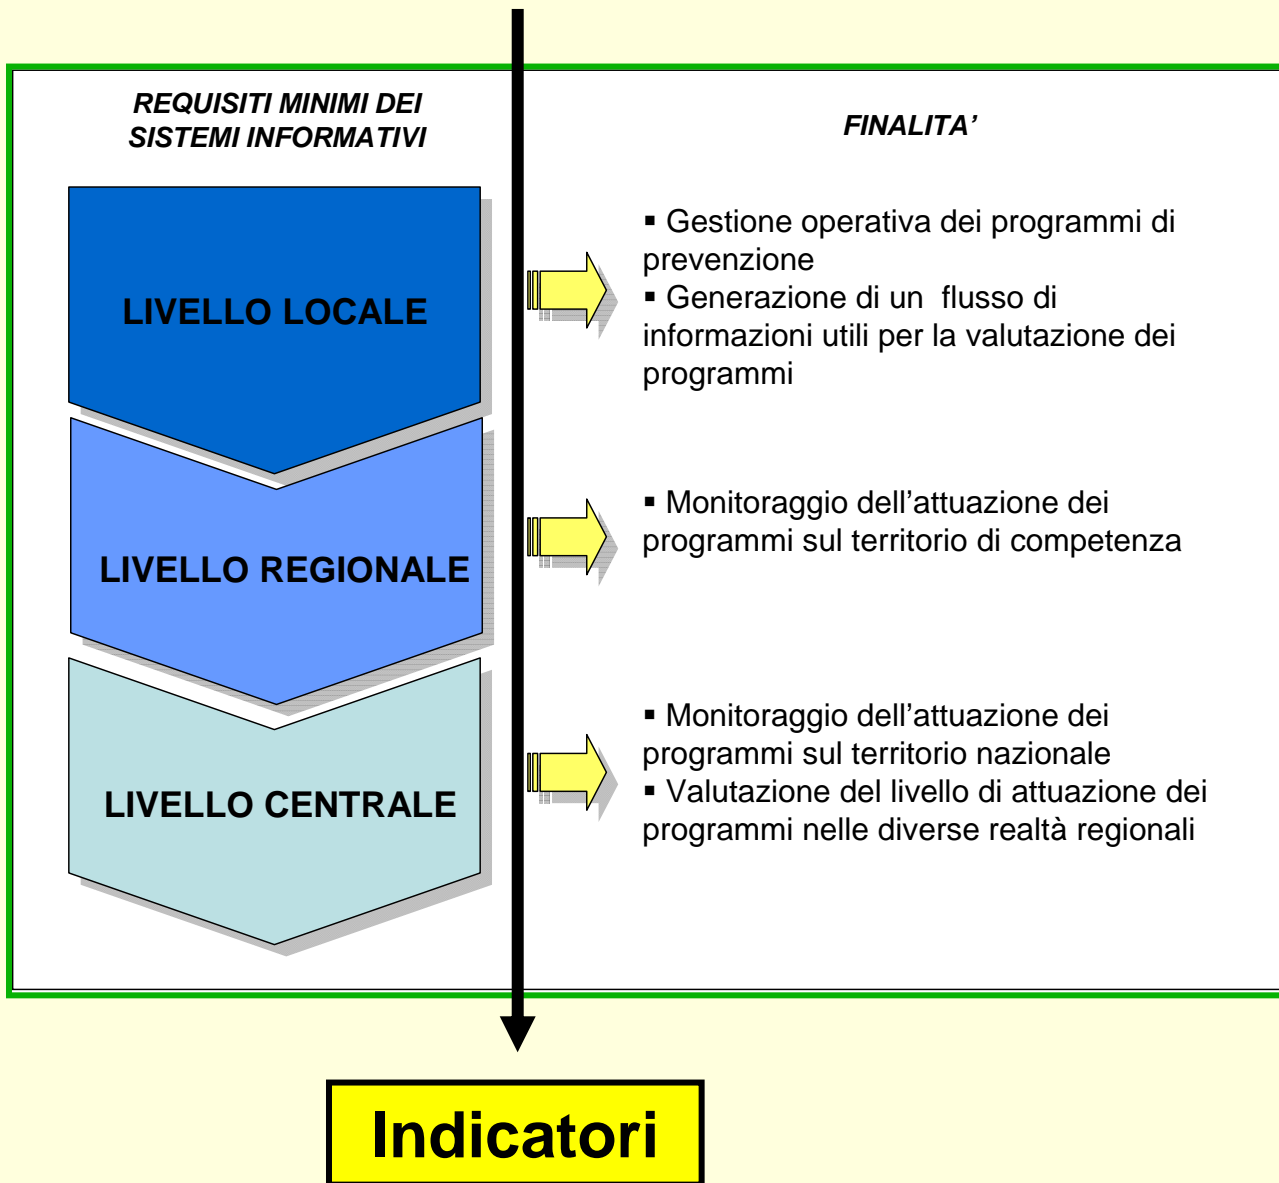 REQUISITI MINIMI DEI
SISTEMI INFORMATIVI
FINALITA’
LIVELLO LOCALE
▪ Gestione operativa dei programmi di
prevenzione
▪ Generazione di un flusso di
informazioni utili per la valutazione dei
programmi
LIVELLO REGIONALE
▪ Monitoraggio dell’attuazione dei
programmi sul territorio di competenza
LIVELLO CENTRALE
▪ Monitoraggio dell’attuazione dei
programmi sul territorio nazionale
▪ Valutazione del livello di attuazione dei
programmi nelle diverse realtà regionali
Indicatori